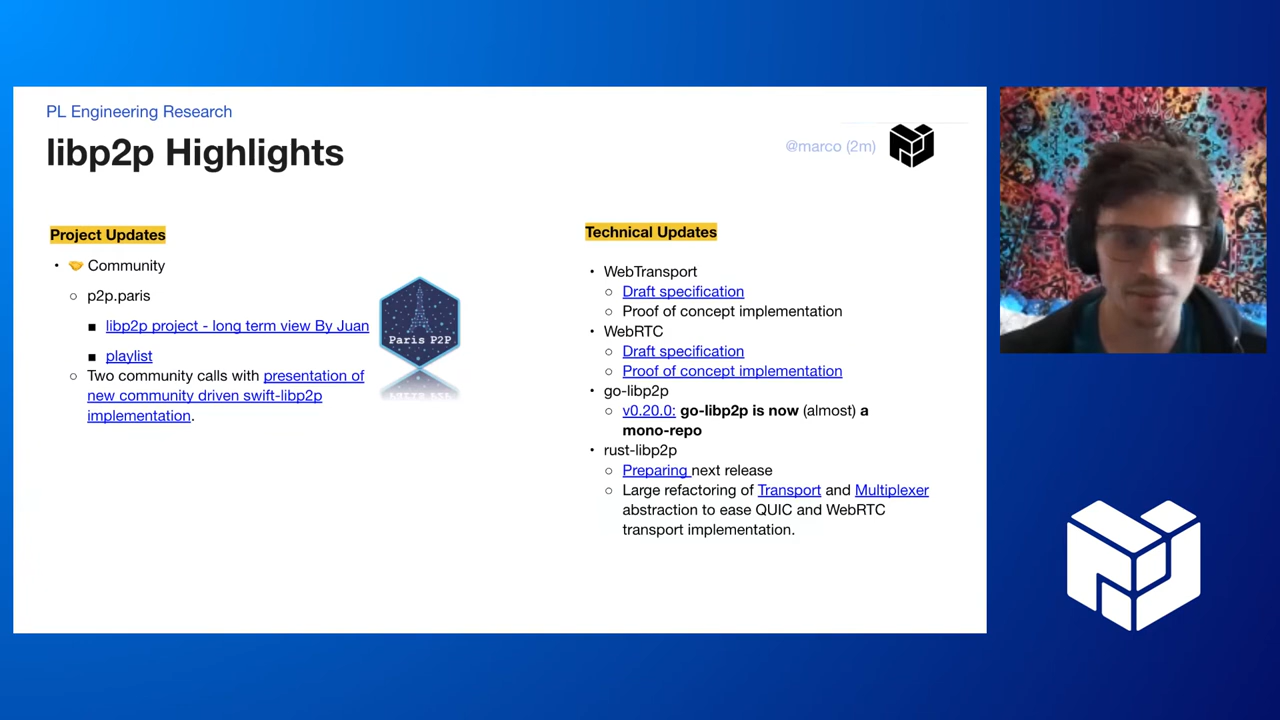 PL Engineering Research
libp2p Highlights
@marco (2m)
Project Updates
• 🤝 Community
○ p2p.paris
■ libp2p project - long term view By Juan
■ playlist
○ Two community calls with presentation of
new community driven swift-libp2p
implementation.
Paris P2P
Technical Updates
• WebTransport
○ Draft specification
○ Proof of concept implementation
• WebRTC
○ Draft specification
○ Proof of concept implementation
• go-libp2p
○ v0.20.0: go-libp2p is now (almost) a
mono-repo
• rust-libp2p
○ Preparing next release
○ Large refactoring of Transport and Multiplexer
abstraction to ease QUIC and WebRTC
transport implementation.